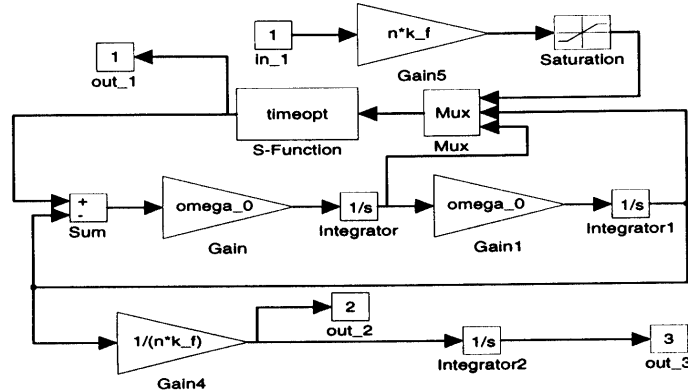 1
in_1
n*k_f
Gain5
Saturation
1
out_1
timeopt
S-Function
Mux
Mux
+
-
Sum
omega_0
Gain
1/s
Integrator
omega_0
Gain1
1/s
Integrator1
1/(n*k_f)
Gain4
2
out_2
1/s
Integrator2
3
out_3